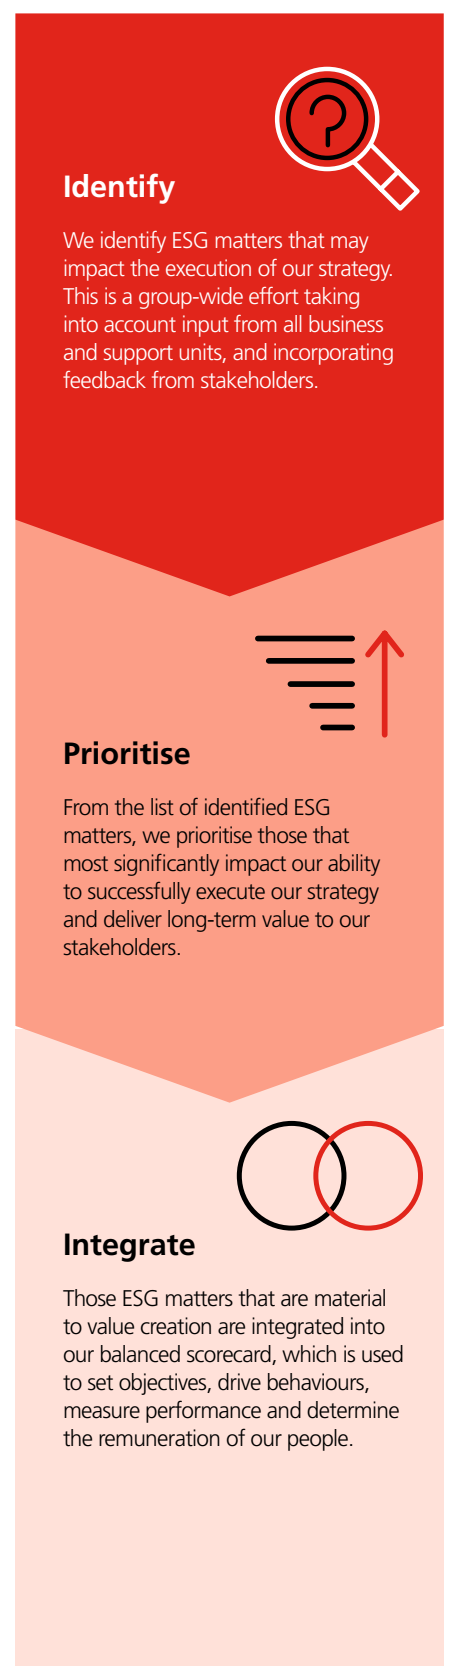 Identify
We identify ESG matters that may
impact the execution of our strategy.
This is a group-wide effort taking
into account input from all business
and support units, and incorporating
feedback from stakeholders.
Prioritise
From the list of identified ESG
matters, we prioritise those that
most significantly impact our ability
to successfully execute our strategy
and deliver long-term value to our
stakeholders.
Integrate
Those ESG matters that are material
to value creation are integrated into
our balanced scorecard, which is used
to set objectives, drive behaviours,
measure performance and determine
the remuneration of our people.